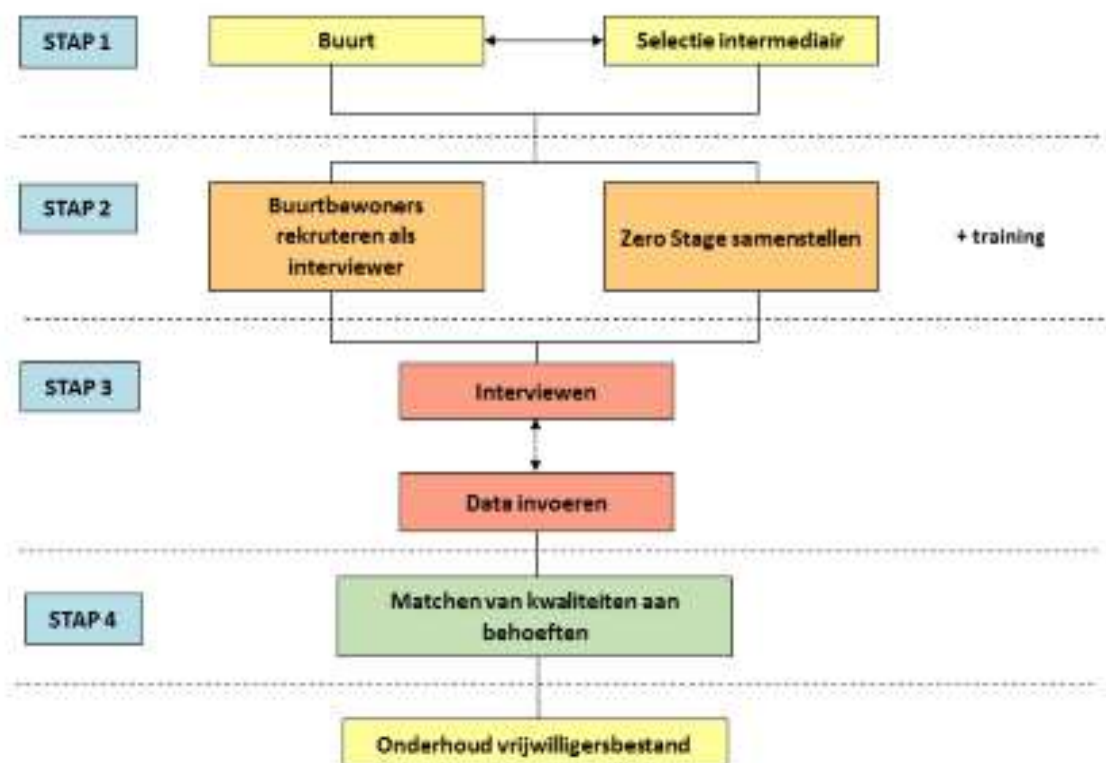 STAP 1
Buurt
Selectie intermediair
STAP 2
Buurtbewoners
rekruteren als
interviewer
Zero Stage samenstellen
+ training
STAP 3
Interviewen
Data invoeren
STAP 4
Matchen van kwaliteiten aan
behoeften
Onderhoud vrijwilligersbestand